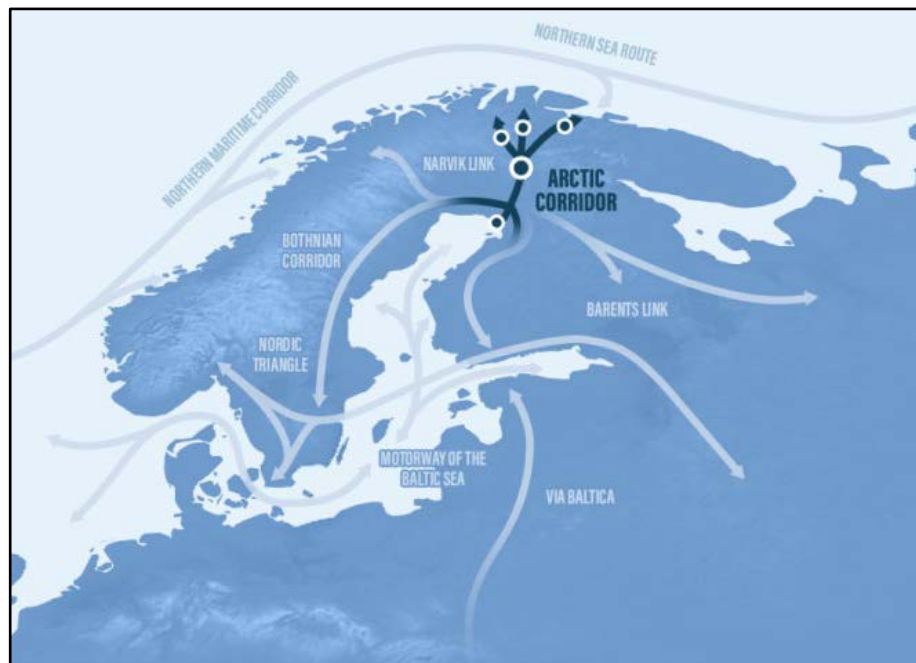 NORTHERN SEA ROUTE
NORTHERN MARITIME CORRIDOR
NARVIK LINK
ARCTIC
CORRIDOR
BOTHNIAN
CORRIDOR
BARENTS LINK
NORDIC
TRIANGLE
MOTORWAY OF THE
BALTIC SEA
VIA BALTICA